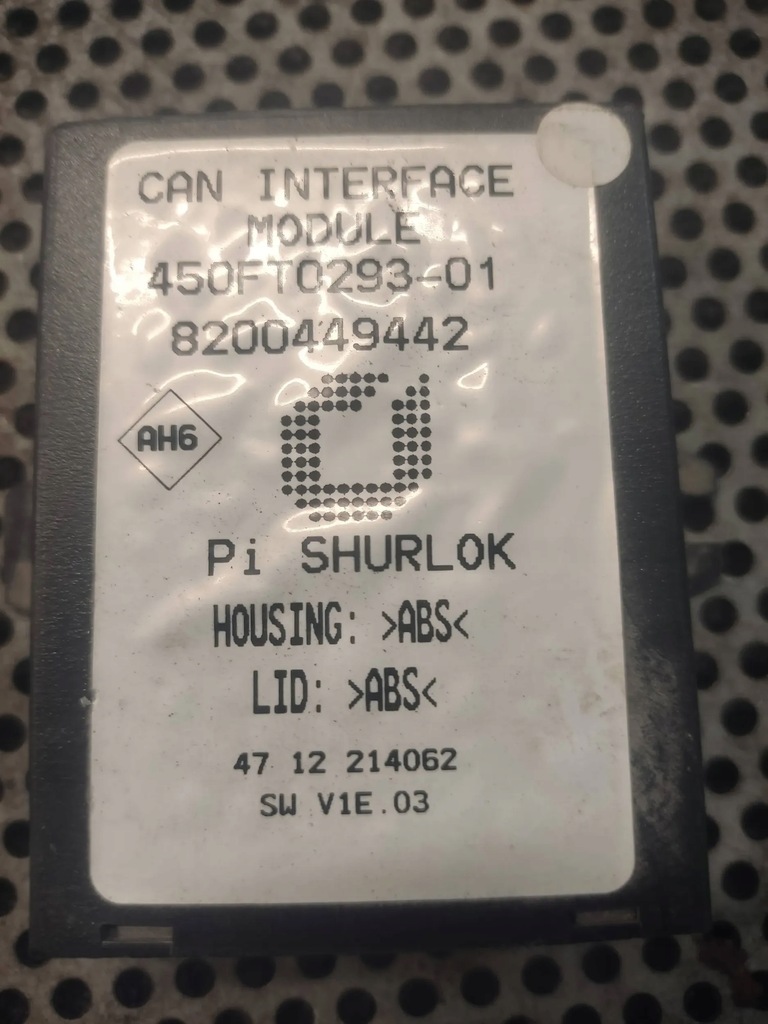 CAN INTERFACE
MODULE
450FT0293-01
8200449442
AH6
Pi SHURLOK
HOUSING: >ABS<
LID: >ABS<
47 12 214062
SW V1E.03